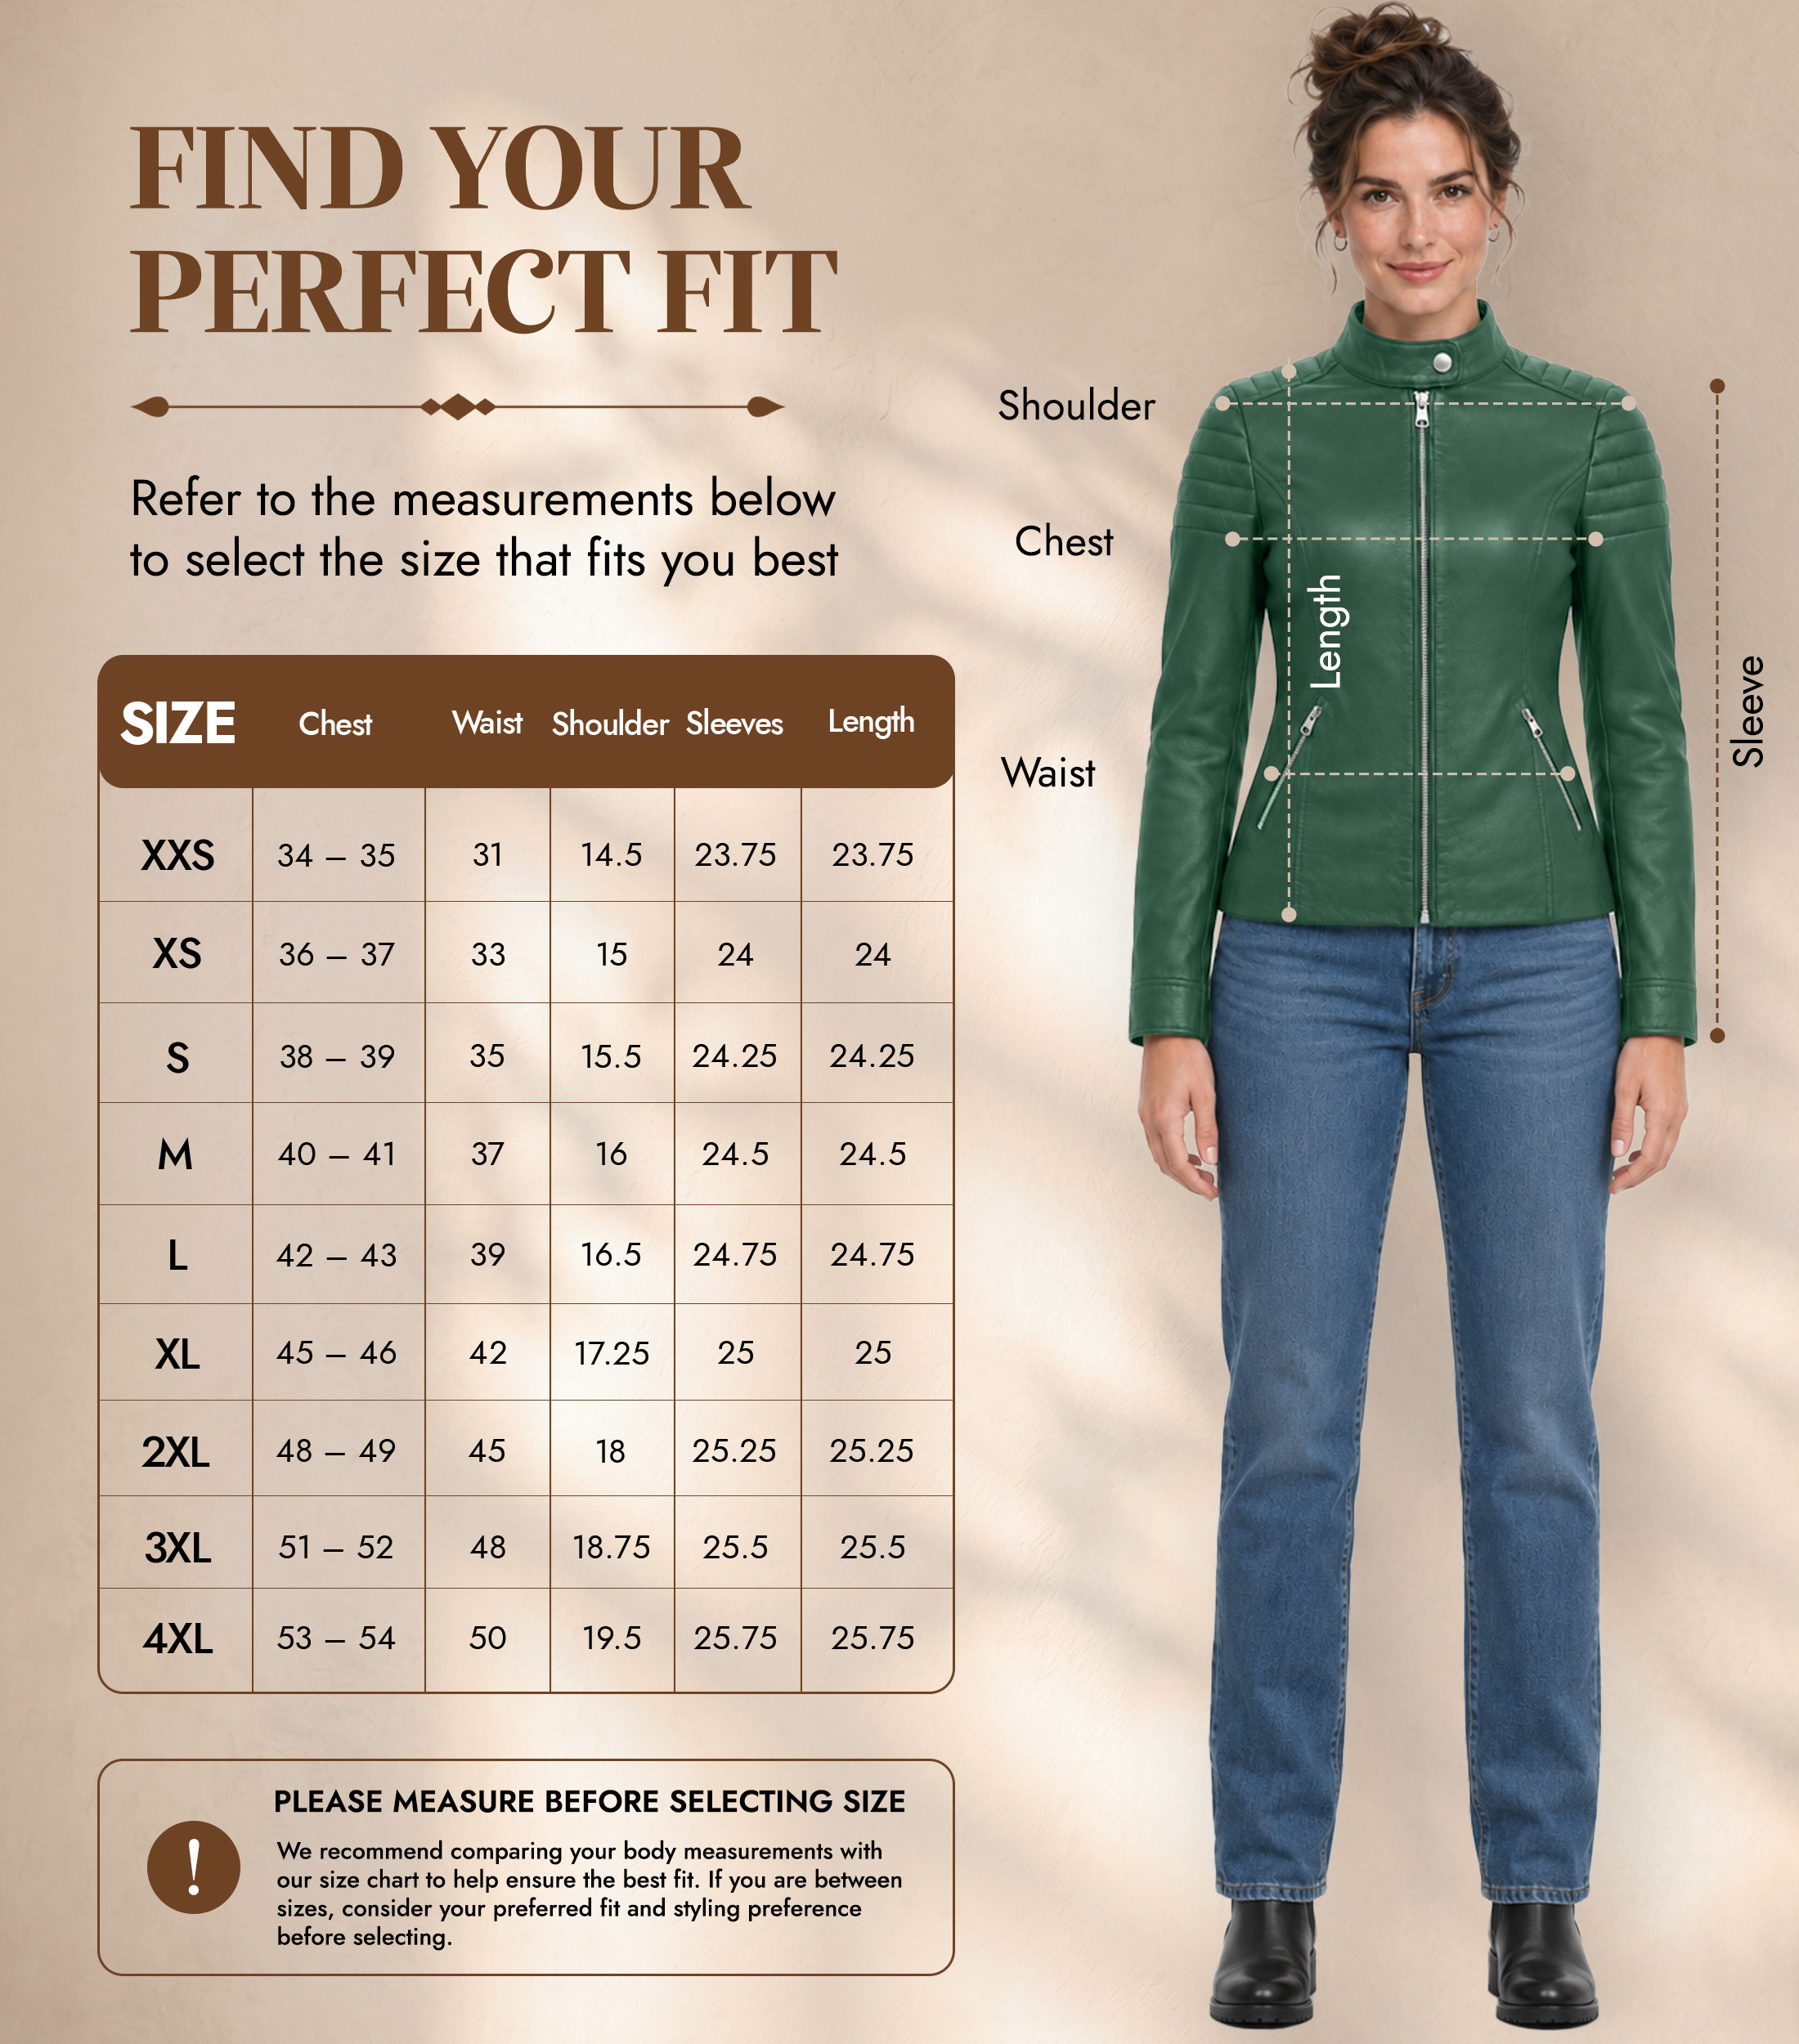 FIND YOUR
PERFECT FIT
Refer to the measurements below
to select the size that fits you best
SIZE Chest Waist Shoulder Sleeves Length
XXS 34 – 35 31 14.5 23.75 23.75
XS 36 – 37 33 15 24 24
S 38 – 39 35 15.5 24.25 24.25
M 40 – 41 37 16 24.5 24.5
L 42 – 43 39 16.5 24.75 24.75
XL 45 – 46 42 17.25 25 25
2XL 48 – 49 45 18 25.25 25.25
3XL 51 – 52 48 18.75 25.5 25.5
4XL 53 – 54 50 19.5 25.75 25.75
PLEASE MEASURE BEFORE SELECTING SIZE
!
We recommend comparing your body measurements with
our size chart to help ensure the best fit. If you are between
sizes, consider your preferred fit and styling preference
before selecting.
Shoulder
Chest
Length
Waist
Sleeve